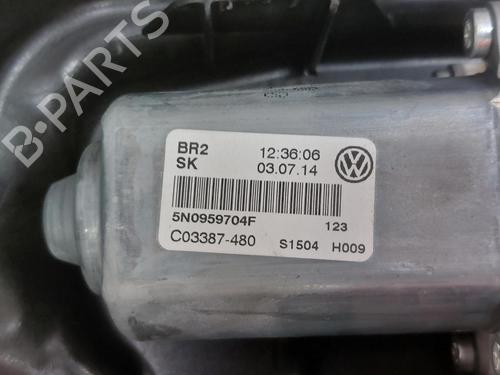 BR2 12:36:06
SK 03.07.14
5N0959704F 123
C03387-480 S1504 H009
B-PARTS